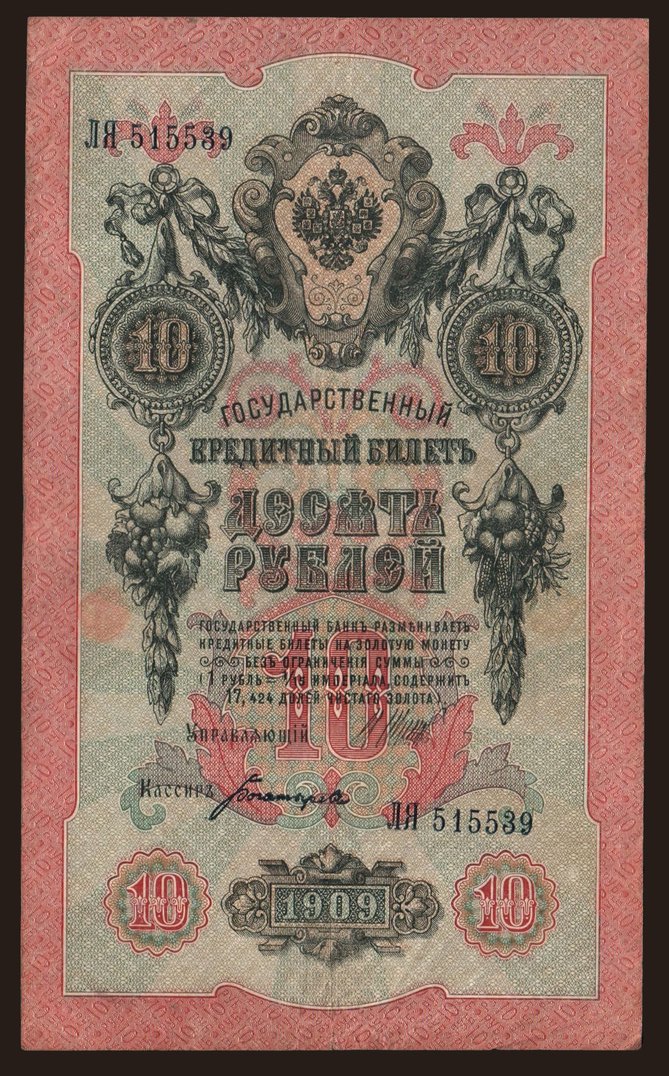 ЛЯ 515539
10 10
ГОСУДАРСТВЕННЫЙ
КРЕДИТНЫЙ БИЛЕТЪ
ДЕСЯТЬ
РУБЛЕЙ
ГОСУДАРСТВЕННЫЙ БАНКЪ РАЗМѢНИВАЕТЪ
КРЕДИТНЫЕ БИЛЕТЫ НА ЗОЛОТУЮ МОНЕТУ
БЕЗЪ ОГРАНИЧЕНІЯ СУММЫ
(1 РУБЛЬ = 1/15 ИМПЕРІАЛА, СОДЕРЖИТЪ
17,424 ДОЛЕЙ ЧИСТАГО ЗОЛОТА).
10
УПРАВЛЯЮЩІЙ
КАССИРЪ
ЛЯ 515539
10 1909 10